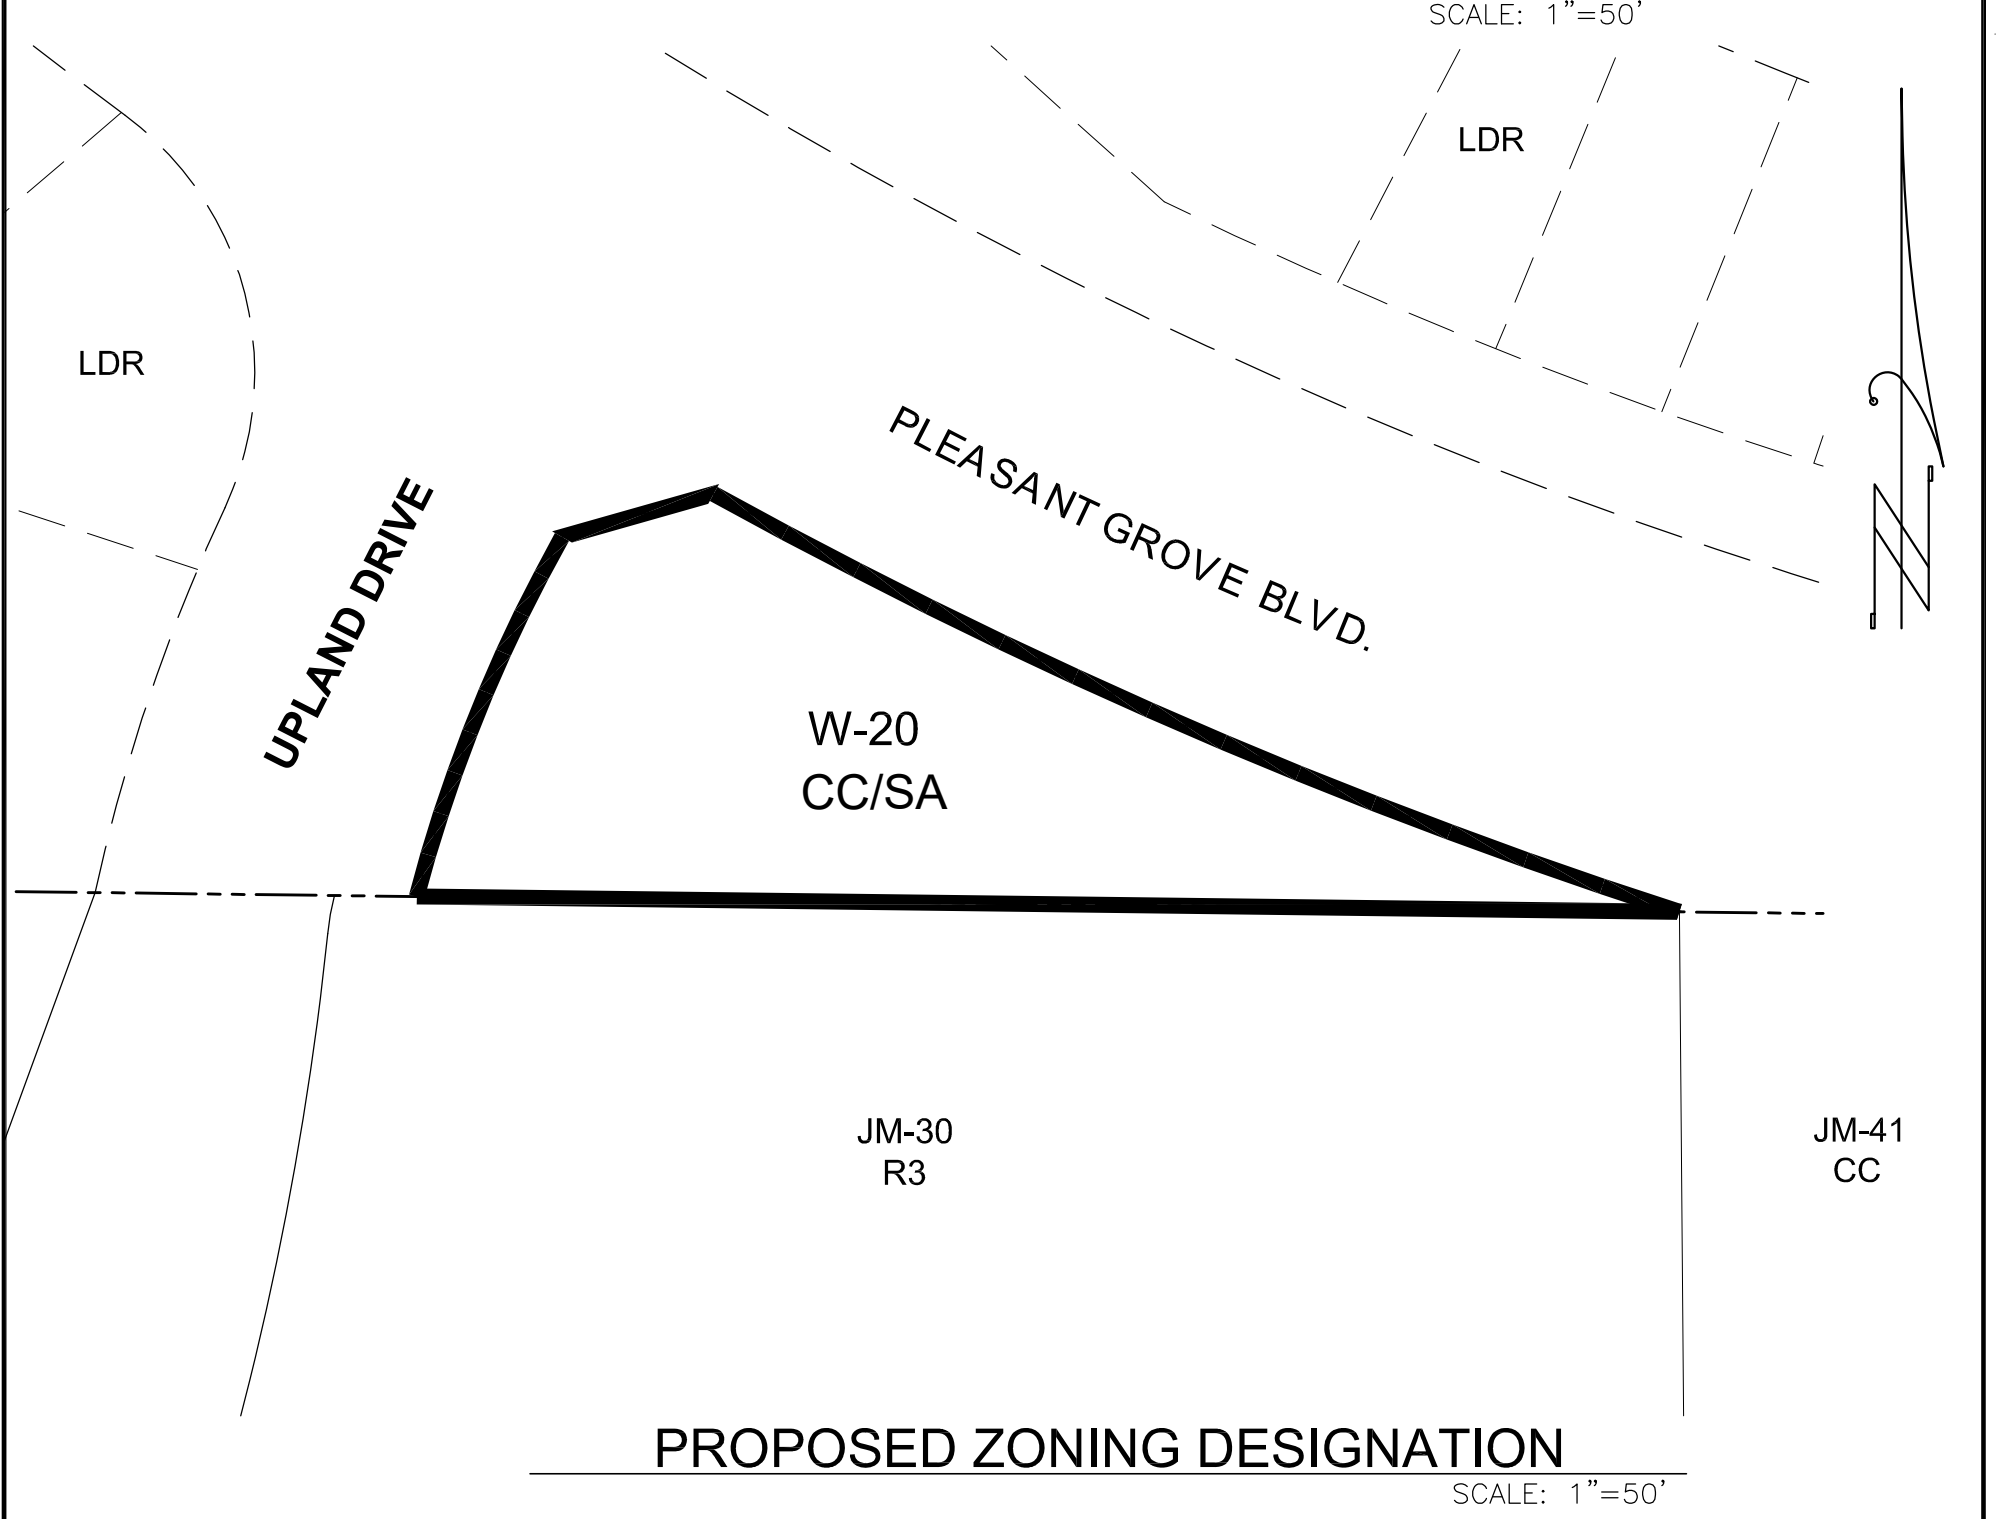 SCALE: 1"=50'
LDR
LDR
PLEASANT GROVE BLVD.
UPLAND DRIVE
W-20
CC/SA
JM-30
R3
JM-41
CC
PROPOSED ZONING DESIGNATION
SCALE: 1"=50'